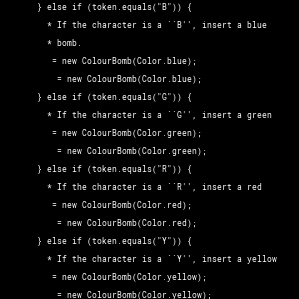 } else if (token.equals("B")) {
* If the character is a ``B'', insert a blue
* bomb.
= new ColourBomb(Color.blue);
= new ColourBomb(Color.blue);
} else if (token.equals("G")) {
* If the character is a ``G'', insert a green
= new ColourBomb(Color.green);
= new ColourBomb(Color.green);
} else if (token.equals("R")) {
* If the character is a ``R'', insert a red
= new ColourBomb(Color.red);
= new ColourBomb(Color.red);
} else if (token.equals("Y")) {
* If the character is a ``Y'', insert a yellow
= new ColourBomb(Color.yellow);
= new ColourBomb(Color.yellow);